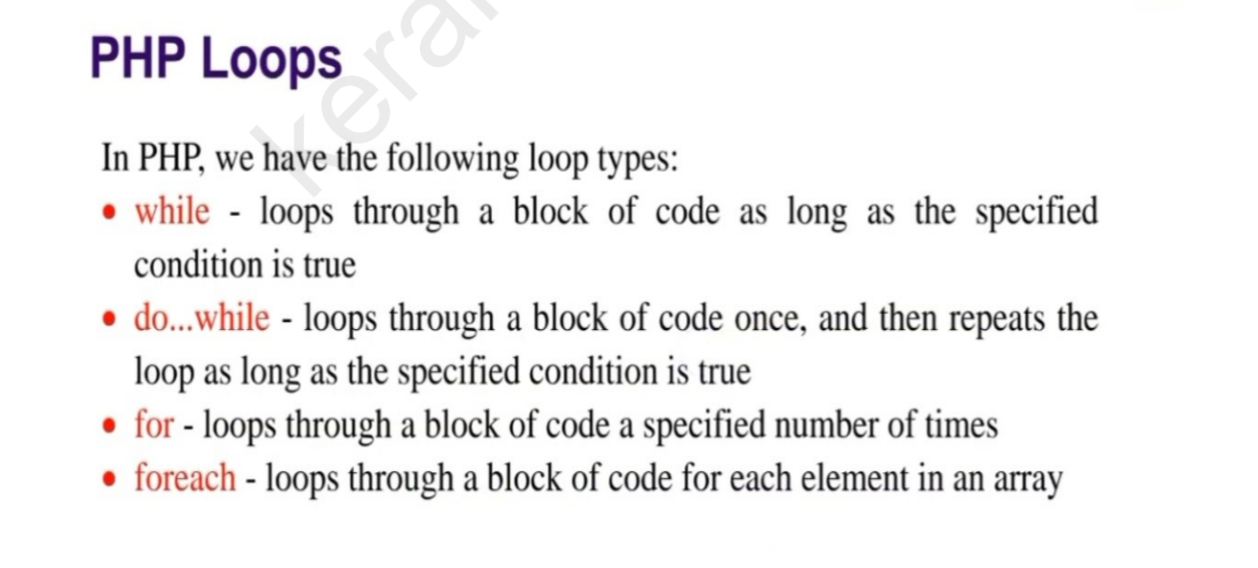 PHP Loops
In PHP, we have the following loop types:
• while - loops through a block of code as long as the specified
condition is true
• do...while - loops through a block of code once, and then repeats the
loop as long as the specified condition is true
• for - loops through a block of code a specified number of times
• foreach - loops through a block of code for each element in an array